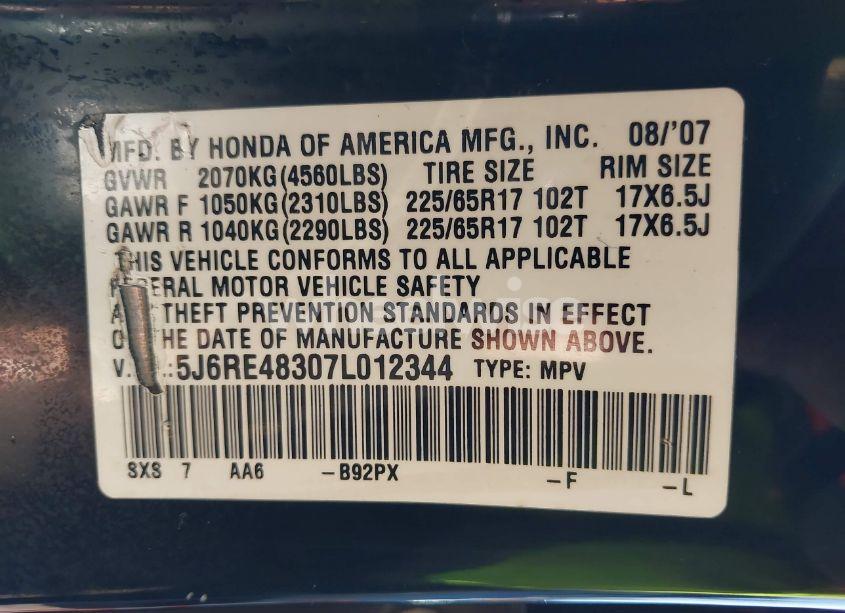 MFD. BY HONDA OF AMERICA MFG., INC. 08/'07
GVWR 2070KG(4560LBS) TIRE SIZE RIM SIZE
GAWR F 1050KG(2310LBS) 225/65R17 102T 17X6.5J
GAWR R 1040KG(2290LBS) 225/65R17 102T 17X6.5J
THIS VEHICLE CONFORMS TO ALL APPLICABLE
F ERAL MOTOR VEHICLE SAFETY
A THEFT PREVENTION STANDARDS IN EFFECT
O HE DATE OF MANUFACTURE SHOWN ABOVE.
V. .:5J6RE48307L012344 TYPE: MPV
SXS 7 AA6 -B92PX -F -L